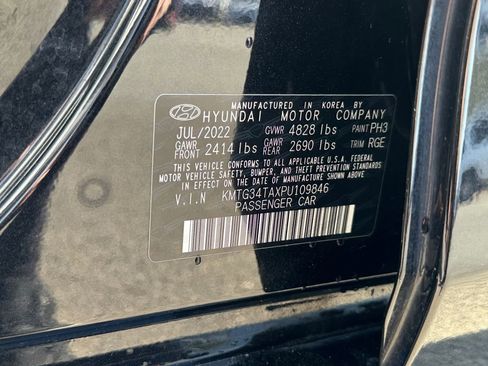 MANUFACTURED IN KOREA BY
HYUNDAI MOTOR COMPANY
JUL/2022 GVWR 4828 lbs PAINT PH3
GAWR FRONT 2414 lbs GAWR REAR 2690 lbs TRIM RGE
THIS VEHICLE CONFORMS TO ALL APPLICABLE U.S.A. FEDERAL
MOTOR VEHICLE SAFETY, BUMPER, AND THEFT PREVENTION STANDARDS
IN EFFECT ON THE DATE OF MANUFACTURE SHOWN ABOVE.
V.I.N KMTG34TAXPU109846
PASSENGER CAR